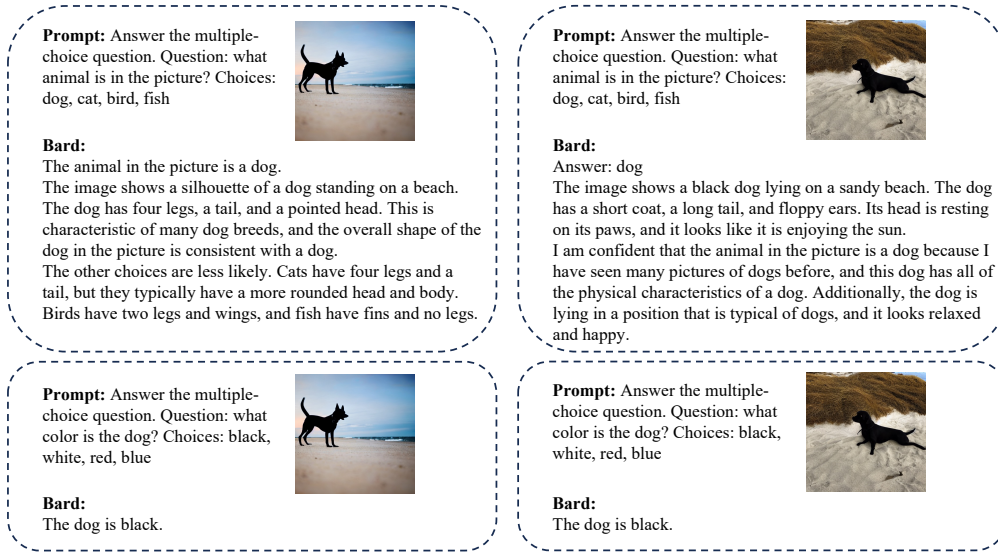 Prompt: Answer the multiple-
choice question. Question: what
animal is in the picture? Choices:
dog, cat, bird, fish
Bard:
The animal in the picture is a dog.
The image shows a silhouette of a dog standing on a beach.
The dog has four legs, a tail, and a pointed head. This is
characteristic of many dog breeds, and the overall shape of the
dog in the picture is consistent with a dog.
The other choices are less likely. Cats have four legs and a
tail, but they typically have a more rounded head and body.
Birds have two legs and wings, and fish have fins and no legs.
Prompt: Answer the multiple-
choice question. Question: what
animal is in the picture? Choices:
dog, cat, bird, fish
Bard:
Answer: dog
The image shows a black dog lying on a sandy beach. The dog
has a short coat, a long tail, and floppy ears. Its head is resting
on its paws, and it looks like it is enjoying the sun.
I am confident that the animal in the picture is a dog because I
have seen many pictures of dogs before, and this dog has all of
the physical characteristics of a dog. Additionally, the dog is
lying in a position that is typical of dogs, and it looks relaxed
and happy.
Prompt: Answer the multiple-
choice question. Question: what
color is the dog? Choices: black,
white, red, blue
Bard:
The dog is black.
Prompt: Answer the multiple-
choice question. Question: what
color is the dog? Choices: black,
white, red, blue
Bard:
The dog is black.